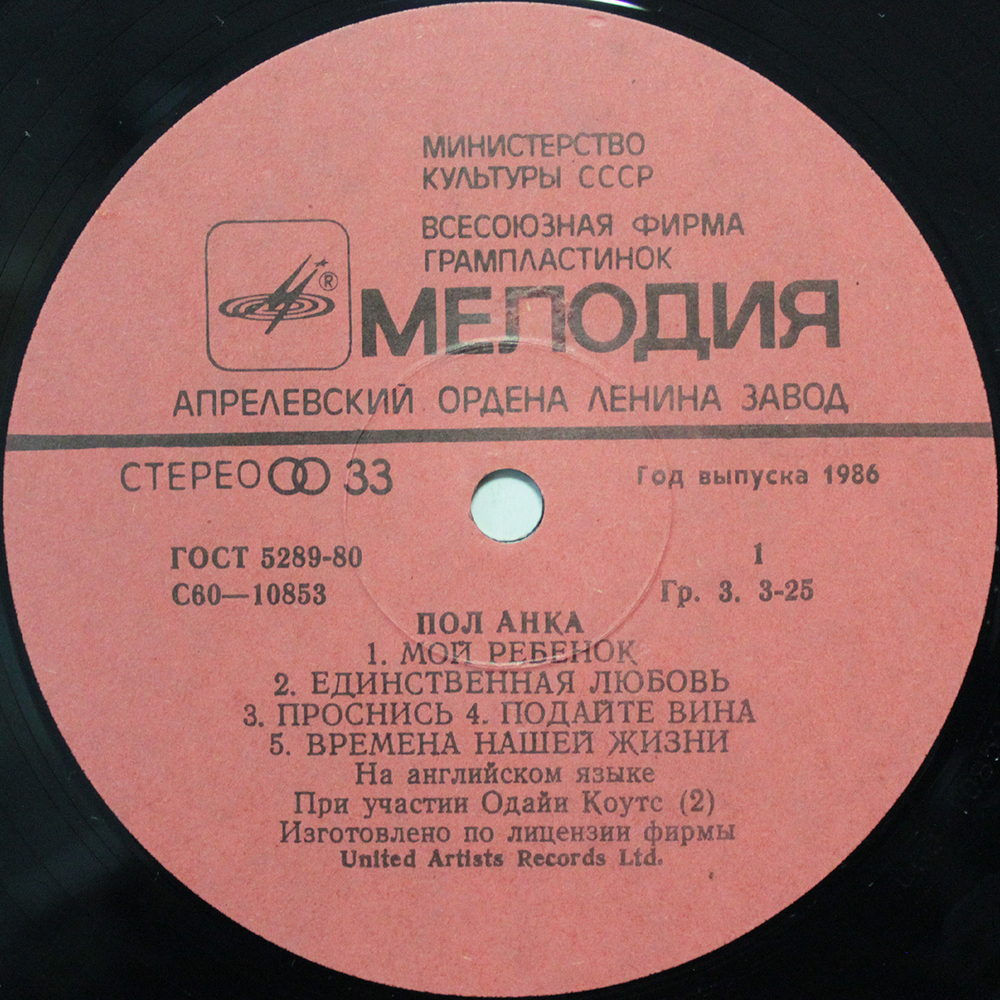 МИНИСТЕРСТВО
КУЛЬТУРЫ СССР
ВСЕСОЮЗНАЯ ФИРМА
ГРАМПЛАСТИНОК
®
МЕЛОДИЯ
АПРЕЛЕВСКИЙ ОРДЕНА ЛЕНИНА ЗАВОД
СТЕРЕО 33
Год выпуска 1986
ГОСТ 5289-80
1
С60—10853
Гр. 3. 3-25
ПОЛ АНКА
1. МОЙ РЕБЕНОК
2. ЕДИНСТВЕННАЯ ЛЮБОВЬ
3. ПРОСНИСЬ 4. ПОДАЙТЕ ВИНА
5. ВРЕМЕНА НАШЕЙ ЖИЗНИ
На английском языке
При участии Одайи Коутс (2)
Изготовлено по лицензии фирмы
United Artists Records Ltd.